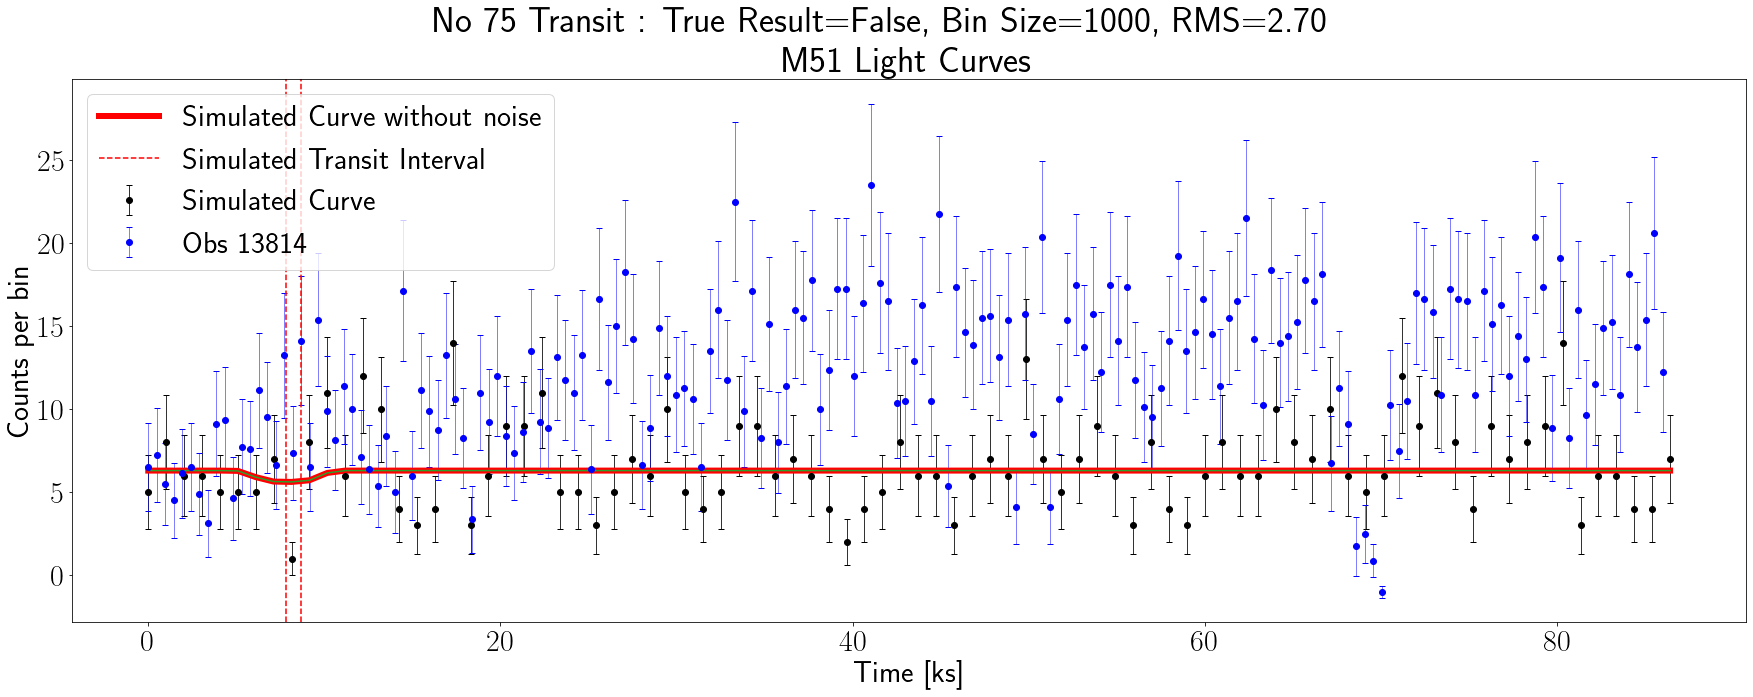 No 75 Transit : True Result=False, Bin Size=1000, RMS=2.70
M51 Light Curves
Simulated Curve without noise
Simulated Transit Interval
Simulated Curve
Obs 13814
Counts per bin
25
20
15
10
5
0
0 20 40 60 80
Time [ks]